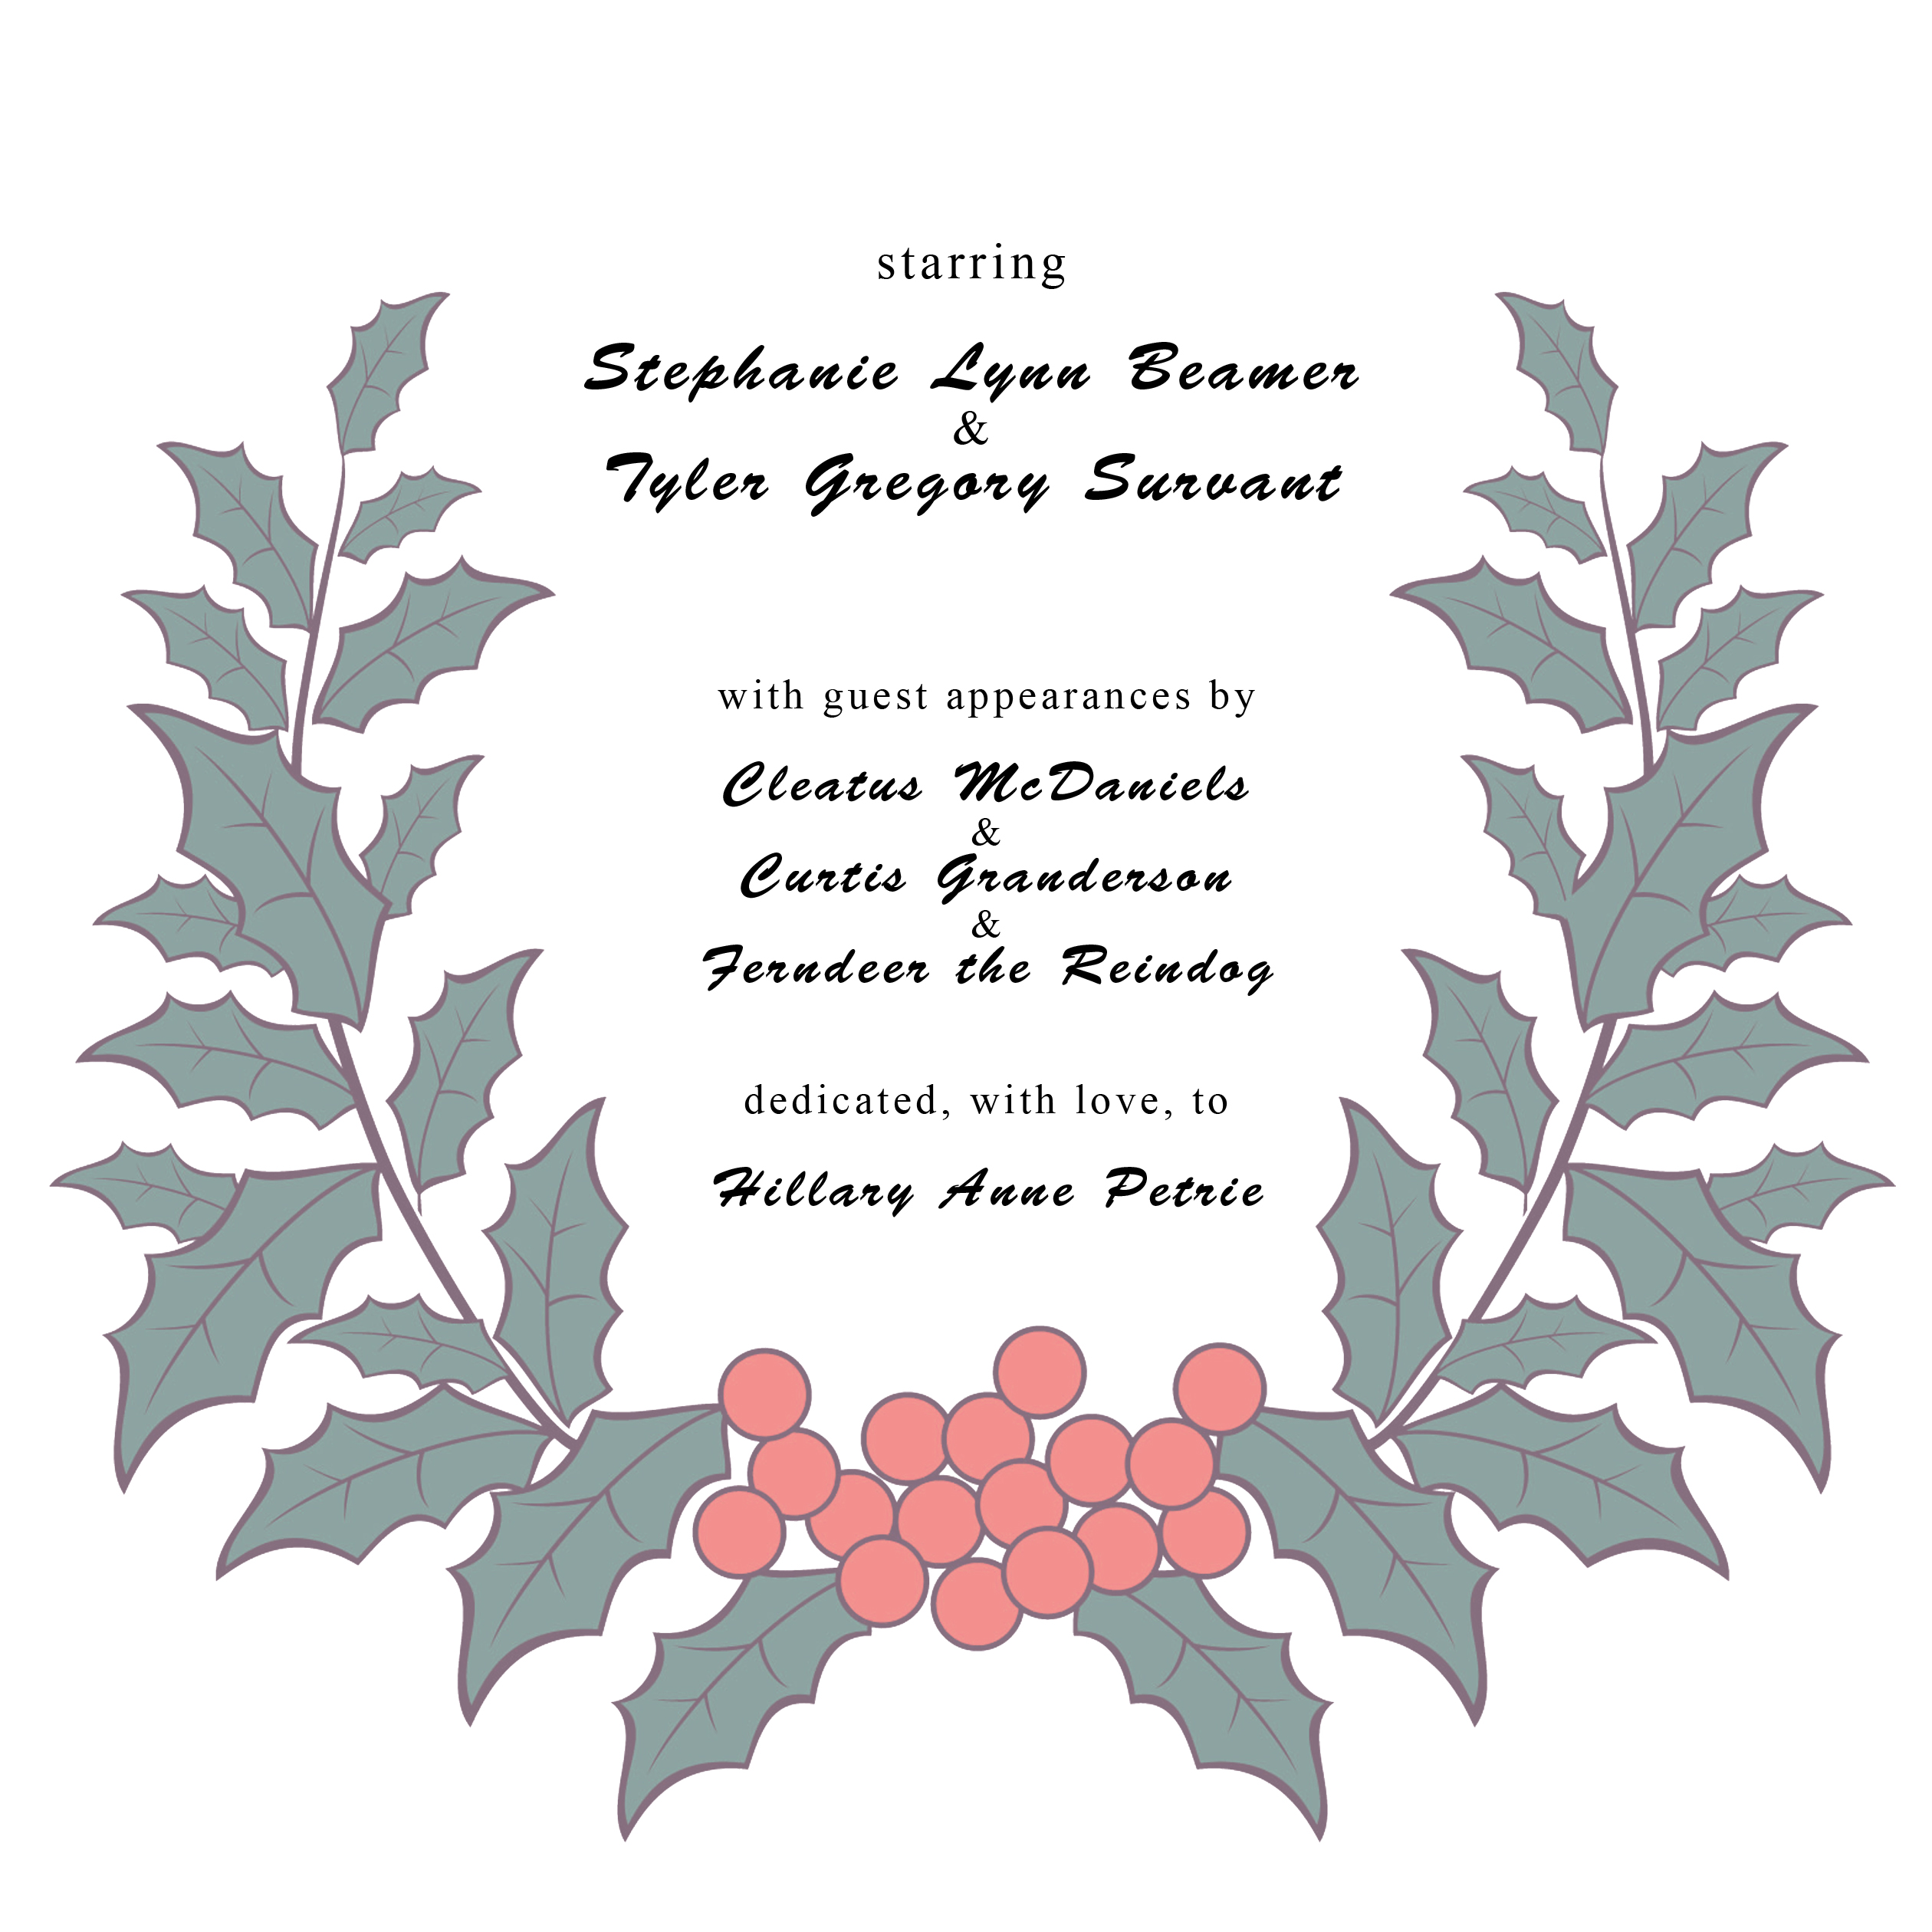 starring
Stephanie Lynn Beamer
&
Tyler Gregory Survant
with guest appearances by
Cleatus McDaniels
&
Curtis Granderson
&
Ferndeer the Reindog
dedicated, with love, to
Hillary Anne Petrie